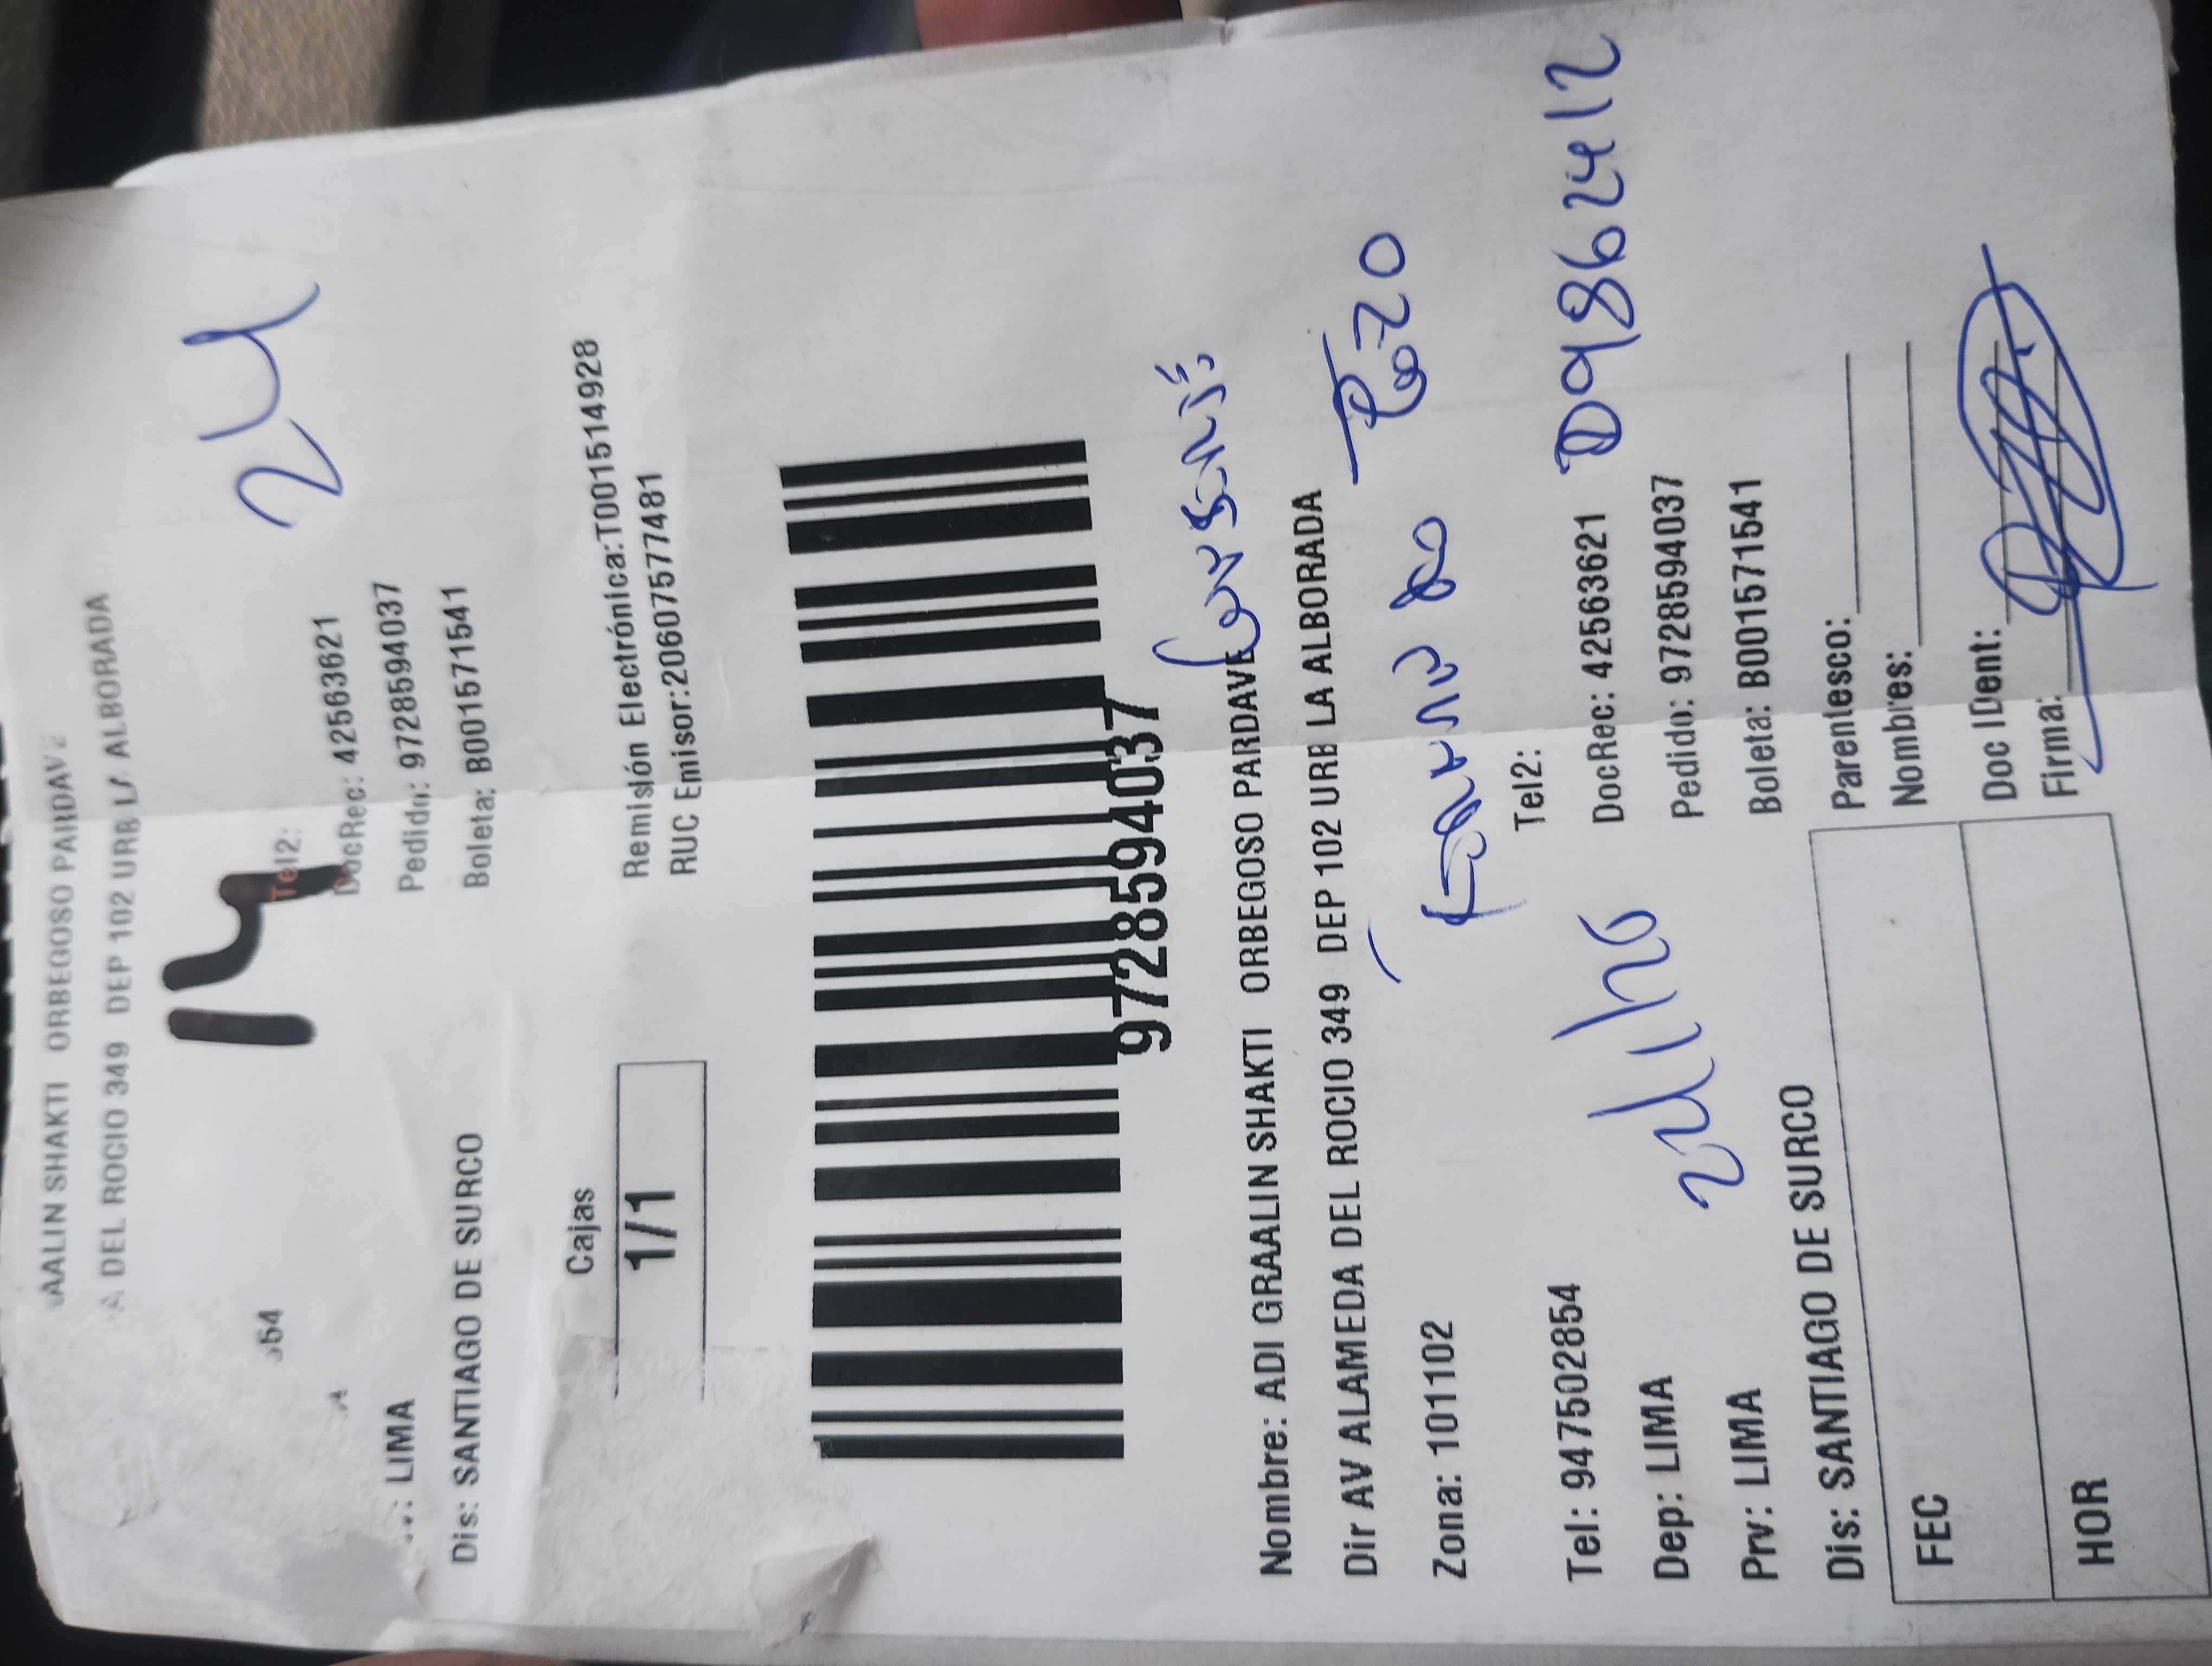 AALIN SHAKTI ORBEGOSO PARDAVE
A DEL ROCIO 349 DEP 102 URB LA ALBORADA
14
24
554
Tel2:
DocRec: 42563621
LIMA
Pedido: 9728594037
Dis: SANTIAGO DE SURCO
Boleta: B001571541
Cajas
1/1
Remisión Electrónica:T001514928
RUC Emisor:20607577481
9728594037
Nombre: ADI GRAALIN SHAKTI ORBEGOSO PARDAVE
Dir AV ALAMEDA DEL ROCIO 349 DEP 102 URB LA ALBORADA
Zona: 101102
Tel: 947502854
Tel2:
Dep: LIMA
DocRec: 42563621
D9862412
Prv: LIMA
Pedido: 9728594037
Dis: SANTIAGO DE SURCO
Boleta: B001571541
FEC
HOR
Parentesco:
Nombres:
Doc IDent:
Firma: